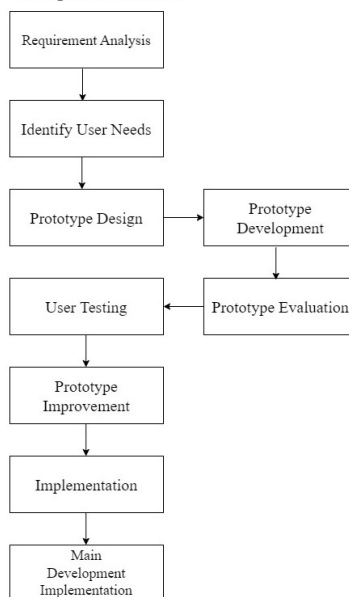 Requirement Analysis
Identify User Needs
Prototype Design
Prototype
Development
User Testing
Prototype Evaluation
Prototype
Improvement
Implementation
Main
Development
Implementation